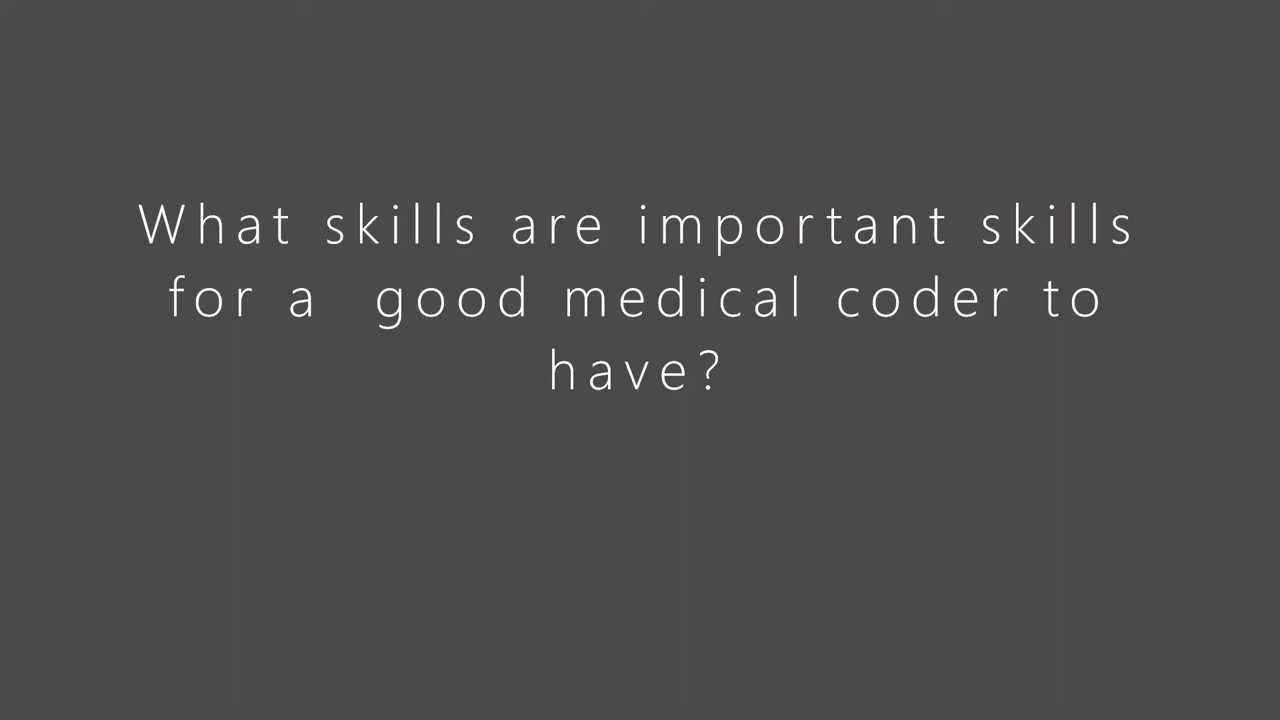 What skills are important skills
for a  good medical coder to
have?